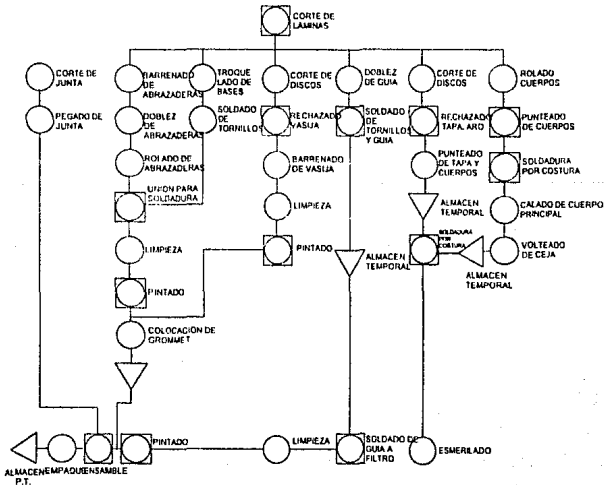 CORTE DE
LAMINAS
CORTE DE
JUNTA
BARRENADO
DE
ABRAZADERAS
TROQUE
LADO DE
BASES
CORTE DE
DISCOS
DOBLEZ
DE GUIA
CORTE DE
DISCOS
ROLADO
CUERPOS
PEGADO DE
JUNTA
DOBLEZ
DE
ABRAZADERAS
SOLDADO
DE
TORNILLOS
RECHAZADO
VASIJA
SOLDADO
DE
TORNILLOS
Y GUIA
RECHAZADO
TAPA, ARO
PUNTEADO
DE CUERPOS
ROLADO DE
ABRAZADERAS
BARRENADO
DE VASIJA
PUNTEADO
DE TAPA Y
CUERPOS
SOLDADURA
POR COSTURA
UNION PARA
SOLDADURA
LIMPIEZA
ALMACEN
TEMPORAL
CALADO DE CUERPO
PRINCIPAL
LIMPIEZA
PINTADO
ALMACEN
TEMPORAL
SOLDADURA
POR
COSTURA
VOLTEADO
DE CEJA
ALMACEN
TEMPORAL
PINTADO
COLOCACION DE
GROMMET
PINTADO
LIMPIEZA
SOLDADO DE
GUIA A
FILTRO
ESMERILADO
ALMACEN
P.T.
EMPAQUE
ENSAMBLE